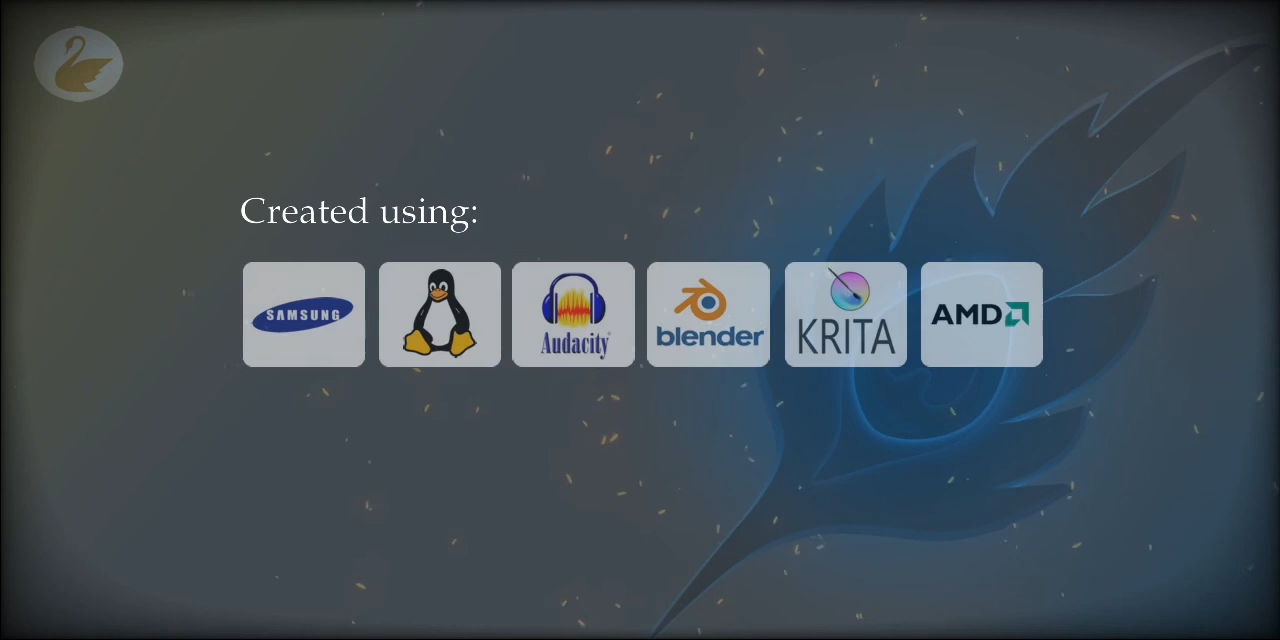 Created using:
SAMSUNG
Audacity
blender
KRITA
AMD